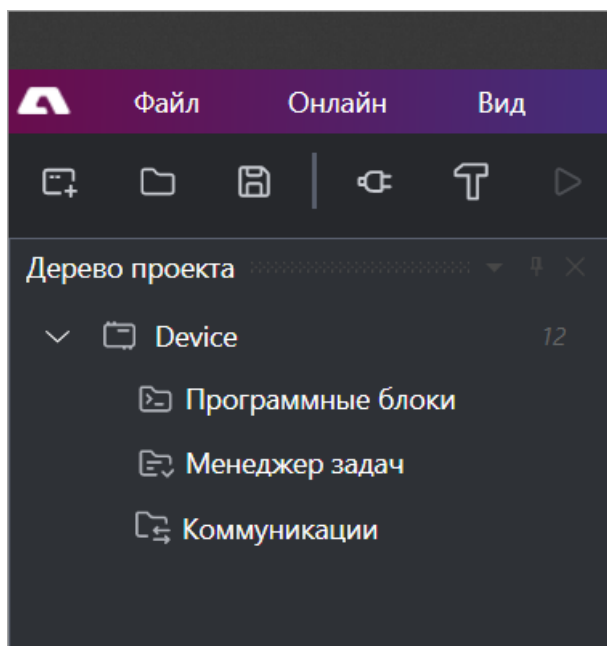 Файл Онлайн Вид
Дерево проекта
Device 12
Программные блоки
Менеджер задач
Коммуникации